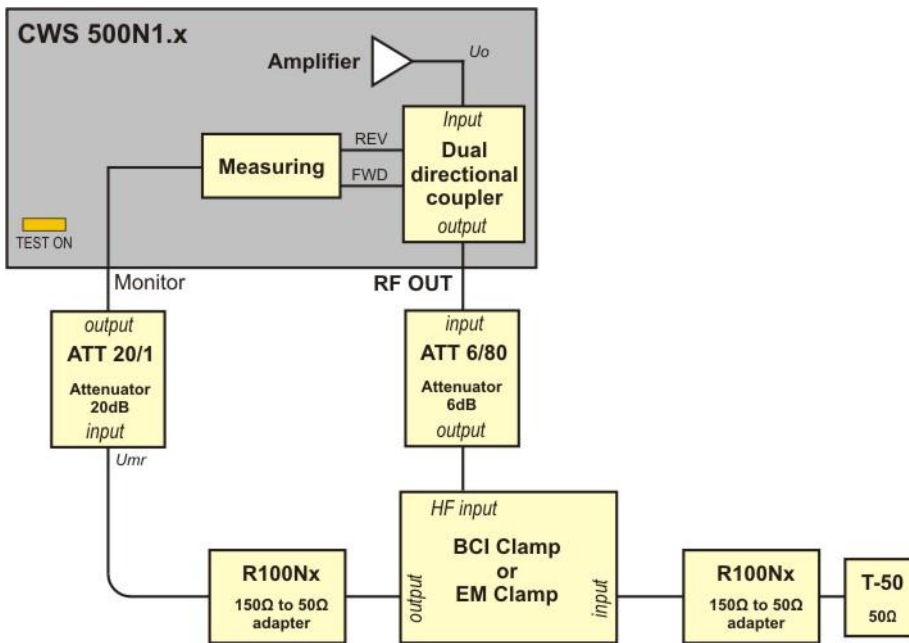 CWS 500N1.x
Amplifier
Uo
Input
Dual
directional
coupler
output
REV
FWD
Measuring
TEST ON
Monitor
RF OUT
output
ATT 20/1
Attenuator
20dB
input
Umr
input
ATT 6/80
Attenuator
6dB
output
HF input
BCI Clamp
or
EM Clamp
output
input
R100Nx
150Ω to 50Ω
adapter
R100Nx
150Ω to 50Ω
adapter
T-50
50Ω